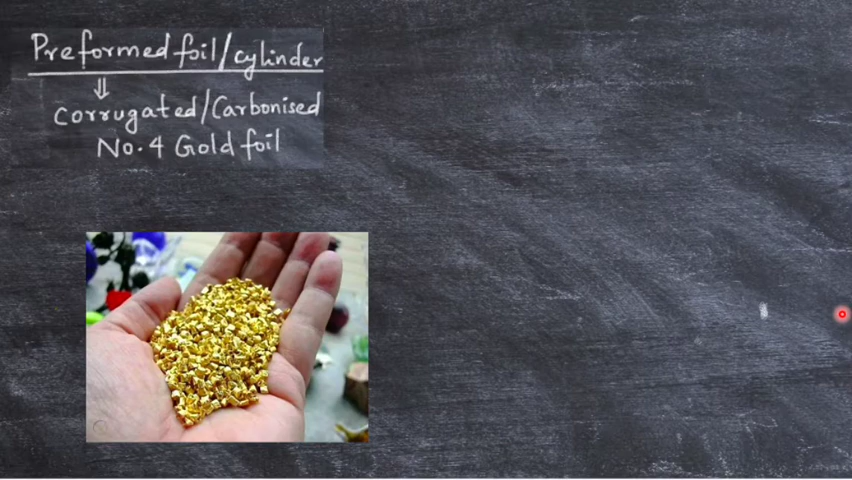 Preformed foil/cylinder
⇓
Corrugated/Carbonised
No.4 Gold foil